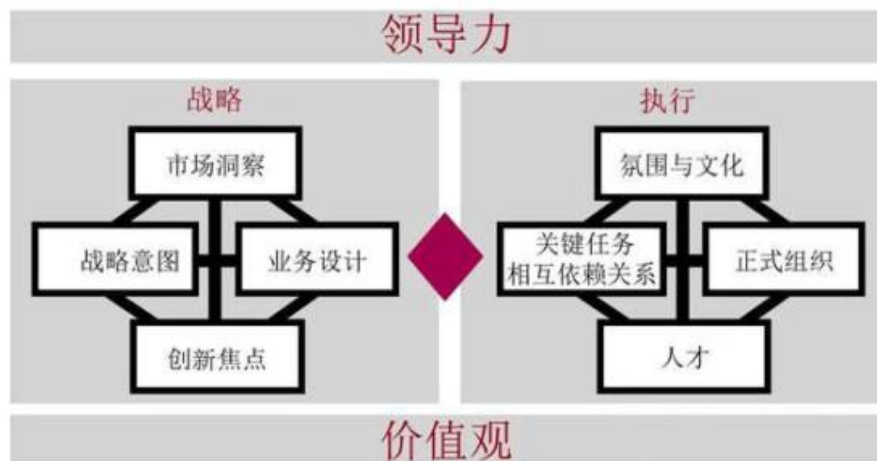 领导力
战略
市场洞察
战略意图
业务设计
创新焦点
执行
氛围与文化
关键任务
相互依赖关系
正式组织
人才
价值观